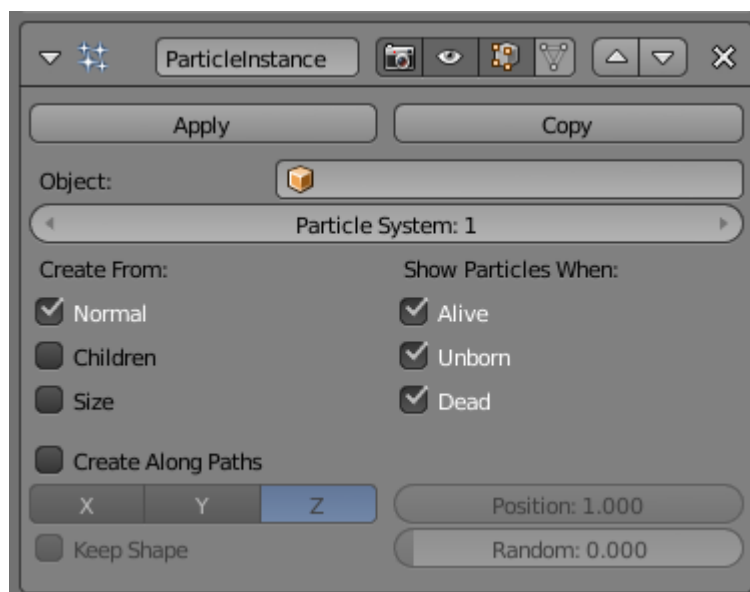 ParticleInstance
Apply Copy
Object:
Particle System: 1
Create From: Show Particles When:
Normal Alive
Children Unborn
Size Dead
Create Along Paths
X Y Z Position: 1.000
Keep Shape Random: 0.000